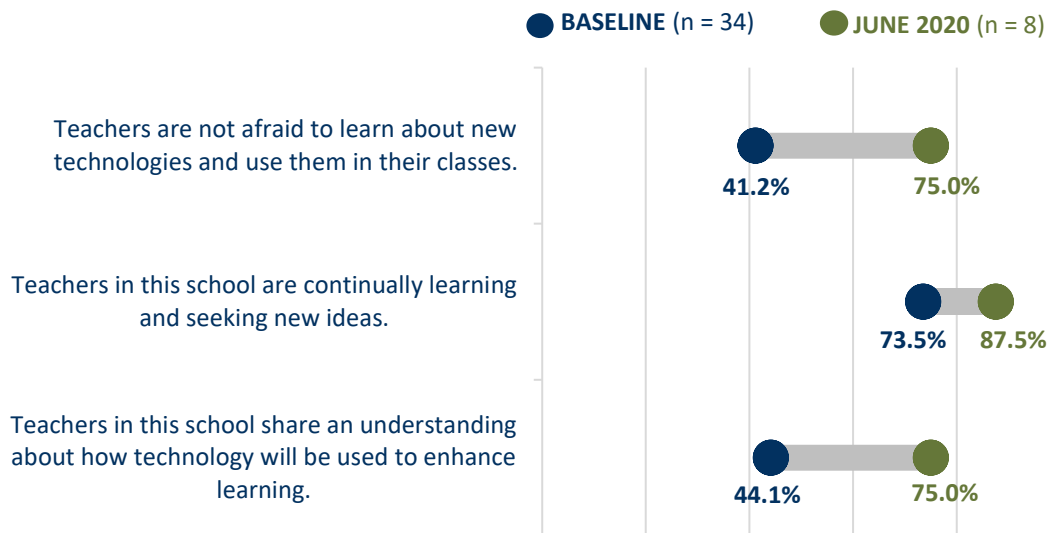 BASELINE (n = 34)
JUNE 2020 (n = 8)
Teachers are not afraid to learn about new
technologies and use them in their classes.
41.2%
75.0%
Teachers in this school are continually learning
and seeking new ideas.
73.5%
87.5%
Teachers in this school share an understanding
about how technology will be used to enhance
learning.
44.1%
75.0%